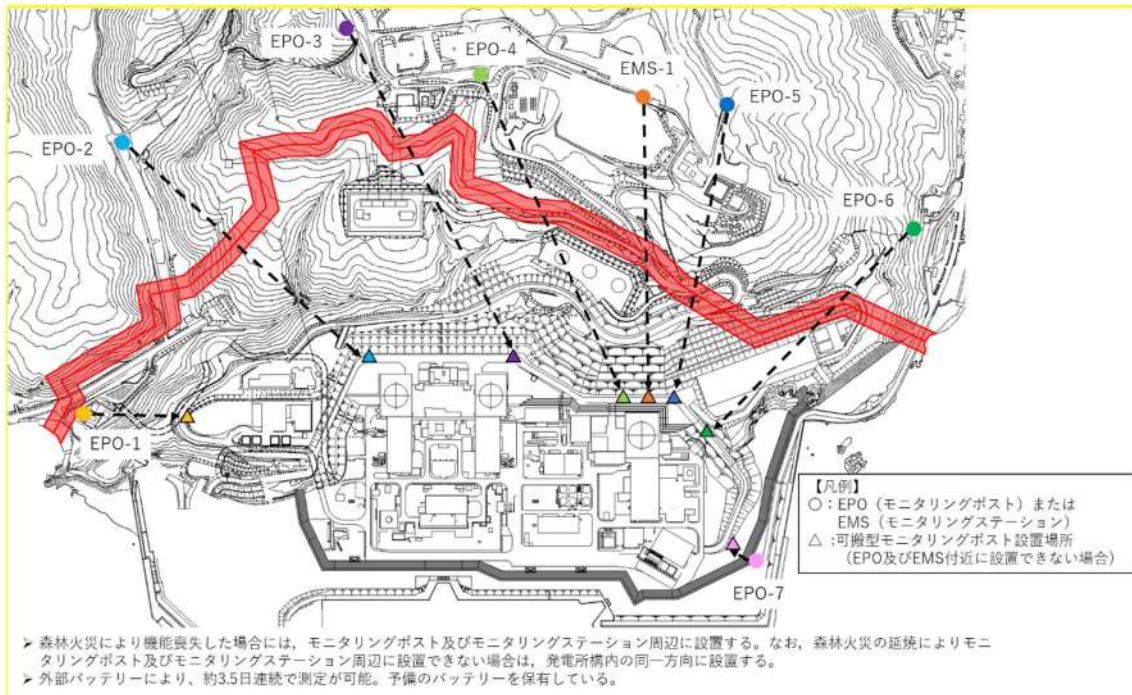 EPO-3
EPO-4
EMS-1
EPO-5
EPO-2
EPO-6
EPO-1
EPO-7
【凡例】
○:EPO(モニタリングポスト)または
EMS(モニタリングステーション)
△:可搬型モニタリングポスト設置場所
(EPO及びEMS付近に設置できない場合)
➢ 森林火災により機能喪失した場合には,モニタリングポスト及びモニタリングステーション周辺に設置する。なお,森林火災の延焼によりモニ
タリングポスト及びモニタリングステーション周辺に設置できない場合は,発電所構内の同一方向に設置する。
➢ 外部バッテリーにより、約3.5日連続で測定が可能。予備のバッテリーを保有している。